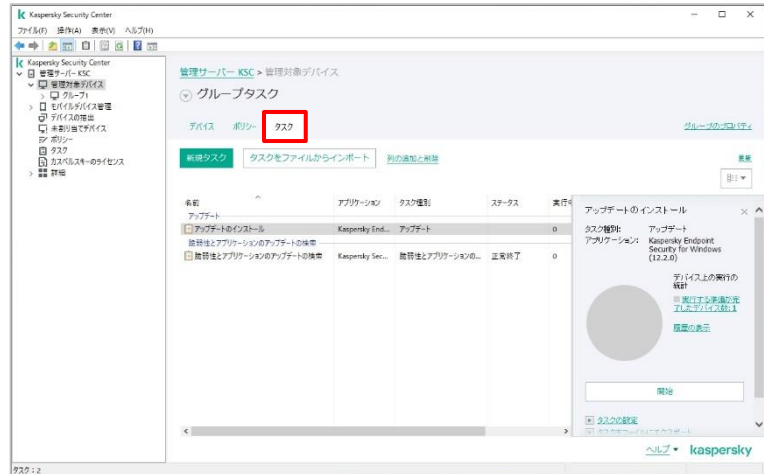 Kaspersky Security Center
ファイル(F) 操作(A) 表示(V) ヘルプ(H)
Kaspersky Security Center
管理サーバー KSC
管理対象デバイス
グループ1
モバイルデバイス管理
デバイスの抽出
未割り当てデバイス
ポリシー
タスク
カスペルスキーのライセンス
詳細
管理サーバー KSC > 管理対象デバイス
グループタスク
デバイス ポリシー タスク グループのプロパティ
新規タスク タスクをファイルからインポート 列の追加と削除 更新
名前 アプリケーション タスク種別 ステータス 実行中
アップデート
アップデートのインストール Kaspersky End... アップデート 0
脆弱性とアプリケーションのアップデートの検索
脆弱性とアプリケーションのアップデートの検索 Kaspersky Sec... 脆弱性とアプリケーションの... 正常終了 0
アップデートのインストール
タスク種別: アップデート
アプリケーション: Kaspersky Endpoint
Security for Windows
(12.2.0)
デバイス上の実行の
統計
実行する準備が完
了したデバイス数: 1
履歴の表示
開始
タスクの設定
タスクをファイルにエクスポート
ヘルプ kaspersky
タスク : 2